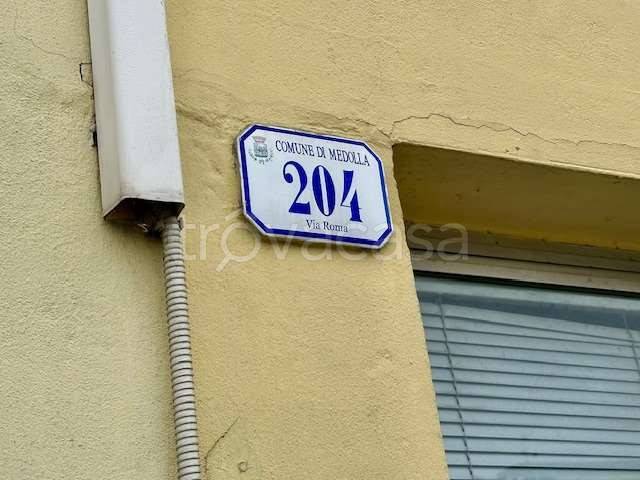 COMUNE DI MEDOLLA
204
Via Roma
trovacasa